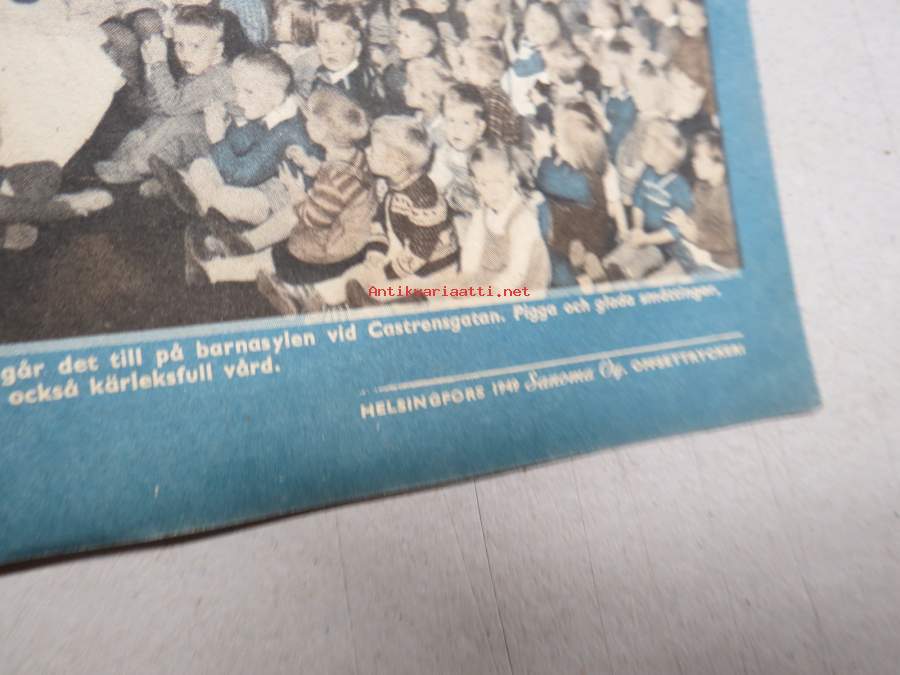 Antikvariaatti.net
går det till på barnasylen vid Castrensgatan. Pigga och glada småttingar,
också kärleksfull vård.
HELSINGFORS 1949 Sanoma Oy. OFFSETTRYCKERI